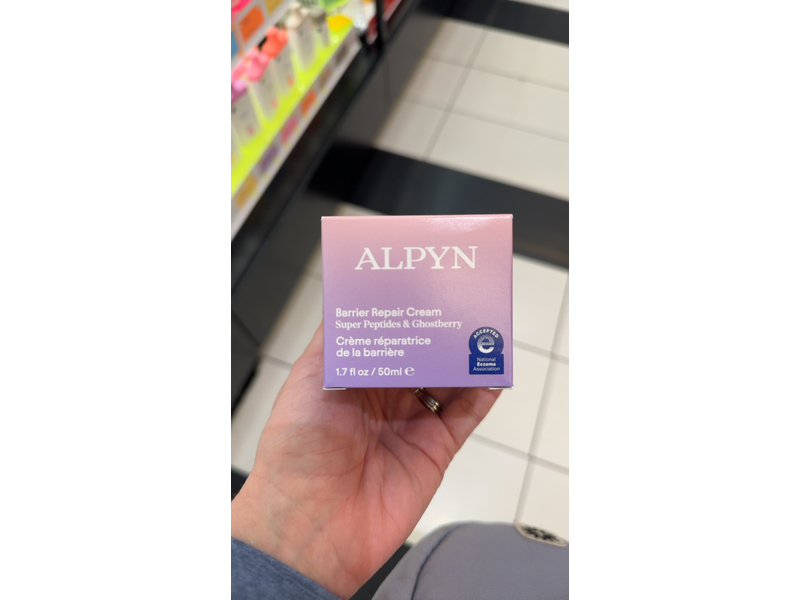 ALPYN
Barrier Repair Cream
Super Peptides & Ghostberry
Crème réparatrice
de la barrière
1.7 fl oz / 50ml ℮
ACCEPTED
e
National
Eczema
Association